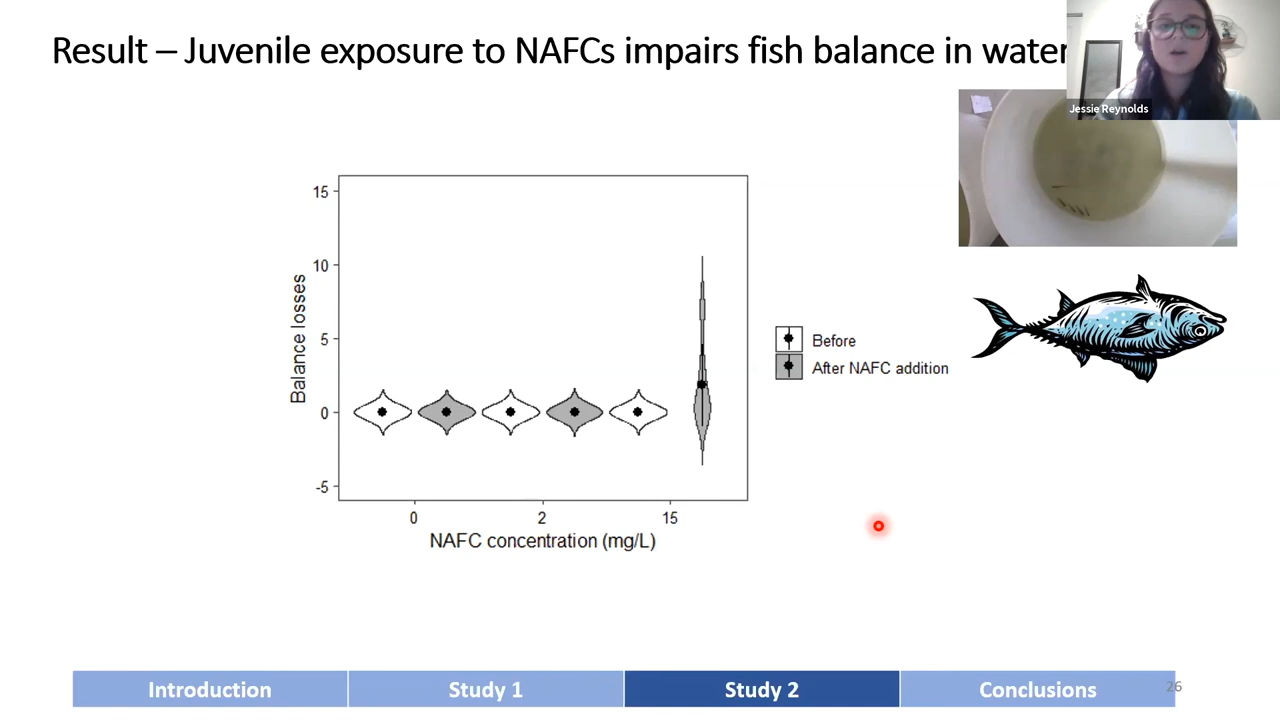 Result – Juvenile exposure to NAFCs impairs fish balance in water
Jessie Reynolds
15
10
5
0
-5
Balance losses
0 2 15
NAFC concentration (mg/L)
Before
After NAFC addition
Introduction Study 1 Study 2 Conclusions 26